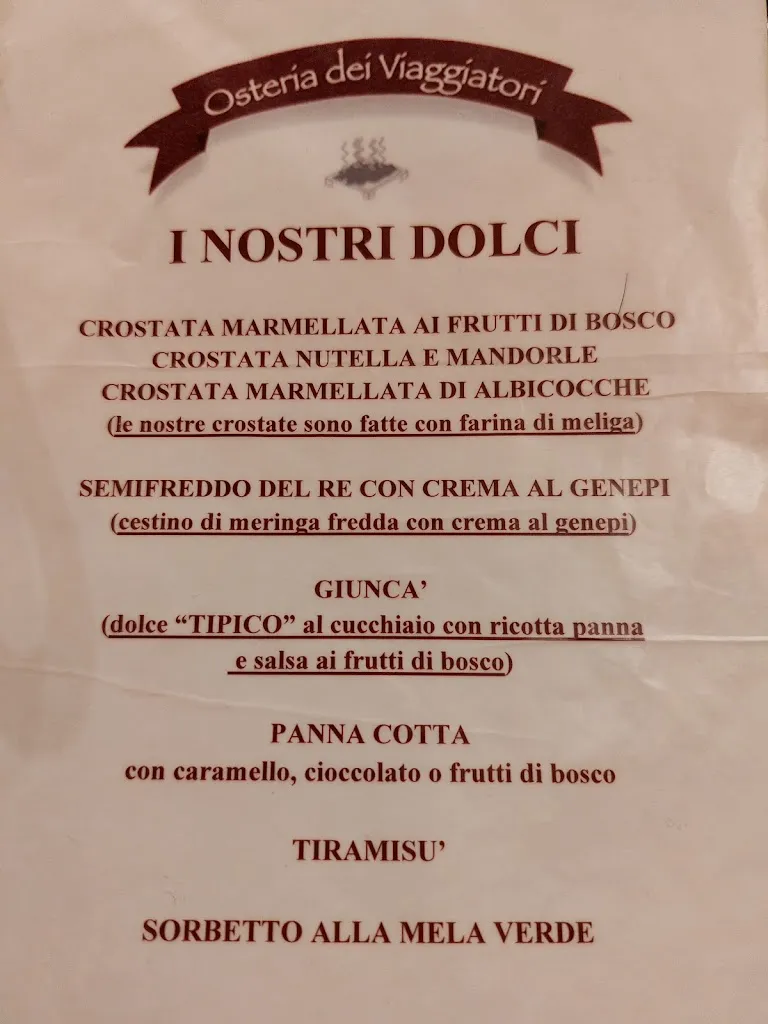 Osteria dei Viaggiatori
I NOSTRI DOLCI
CROSTATA MARMELLATA AI FRUTTI DI BOSCO
CROSTATA NUTELLA E MANDORLE
CROSTATA MARMELLATA DI ALBICOCCHE
(le nostre crostate sono fatte con farina di meliga)
SEMIFREDDO DEL RE CON CREMA AL GENEPI
(cestino di meringa fredda con crema al genepi)
GIUNCA’
(dolce “TIPICO” al cucchiaio con ricotta panna
e salsa ai frutti di bosco)
PANNA COTTA
con caramello, cioccolato o frutti di bosco
TIRAMISU’
SORBETTO ALLA MELA VERDE